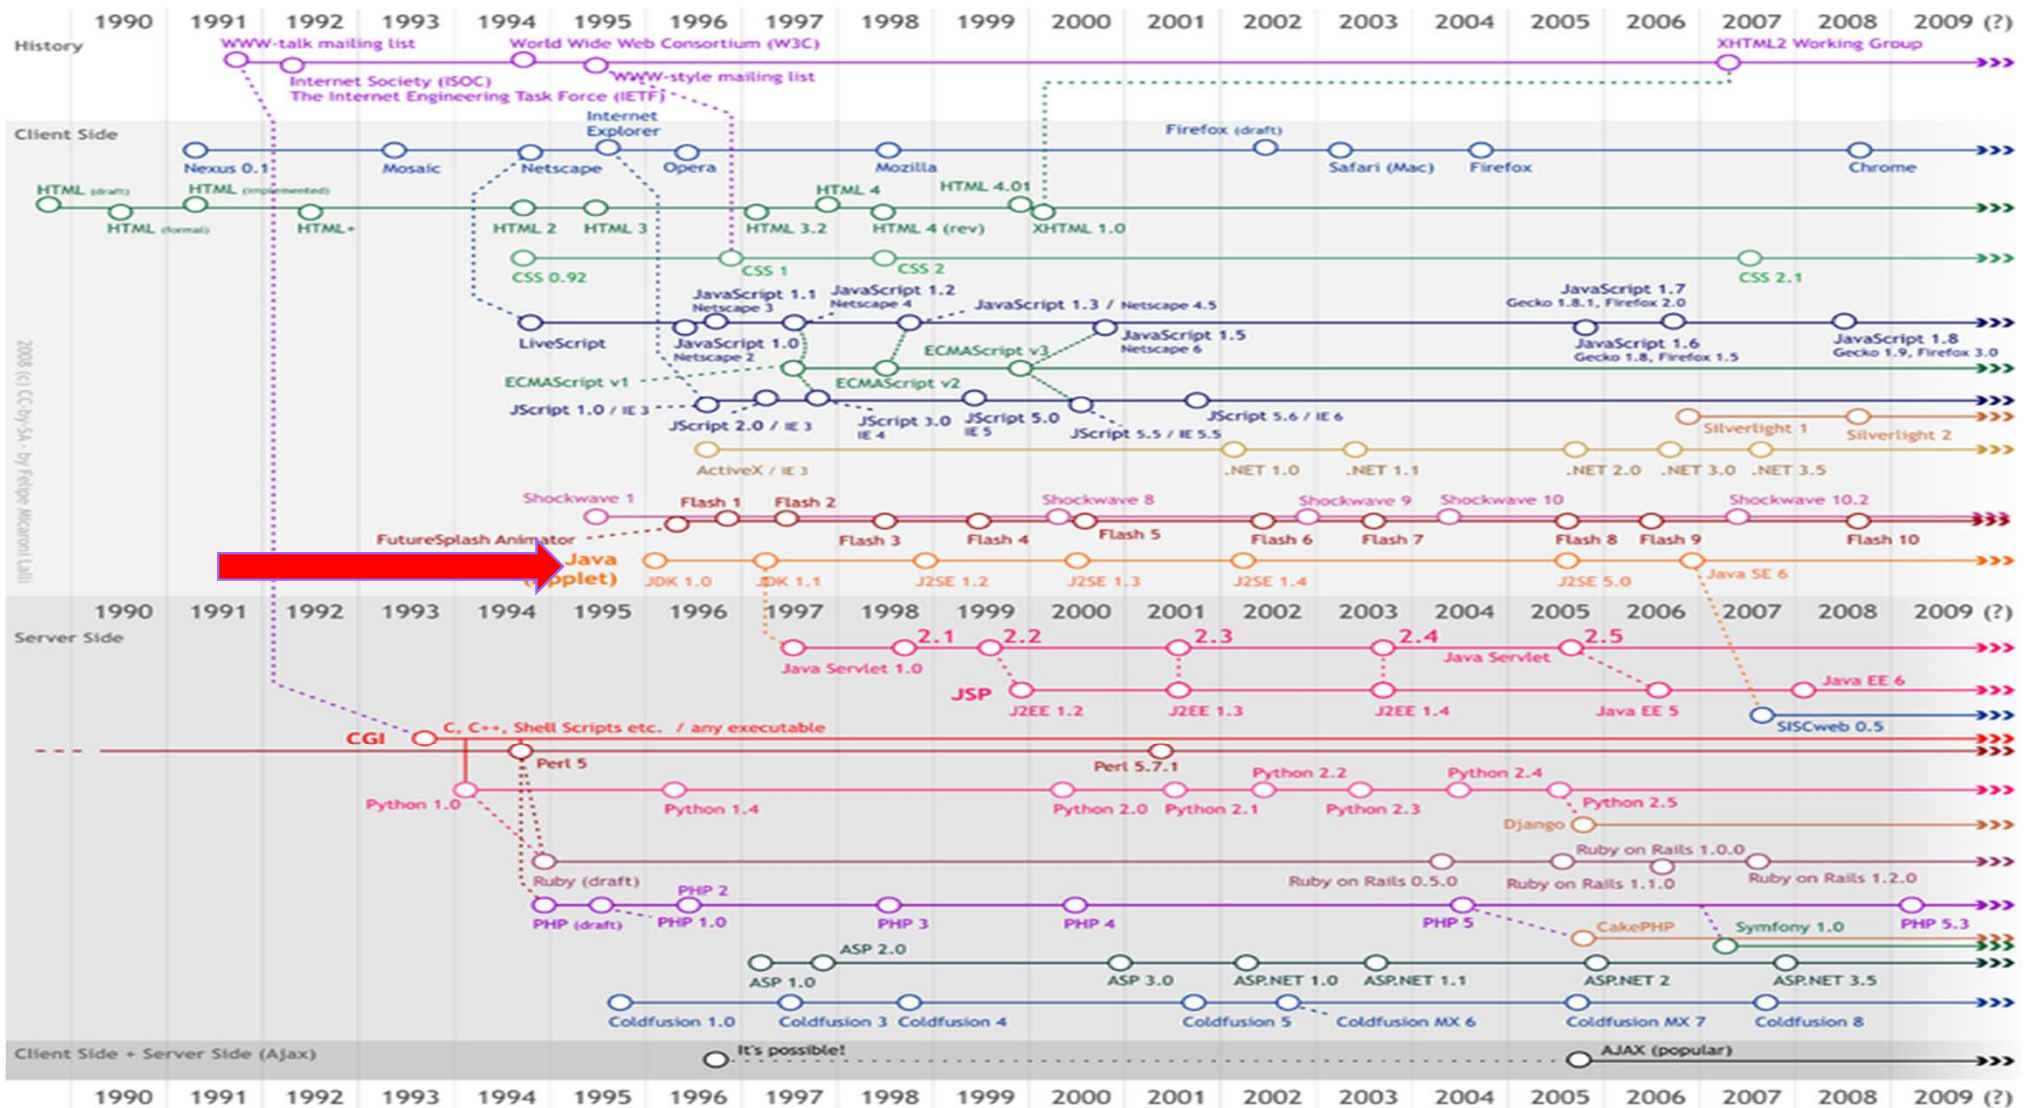 1990 1991 1992 1993 1994 1995 1996 1997 1998 1999 2000 2001 2002 2003 2004 2005 2006 2007 2008 2009 (?)
History
WWW-talk mailing list
World Wide Web Consortium (W3C)
XHTML2 Working Group
Internet Society (ISOC)
The Internet Engineering Task Force (IETF)
WWW-style mailing list
Client Side
Internet
Explorer
Firefox (draft)
Nexus 0.1
Mosaic
Netscape
Opera
Mozilla
Safari (Mac)
Firefox
Chrome
HTML (draft)
HTML (implemented)
HTML 4
HTML 4.01
HTML (formal)
HTML+
HTML 2
HTML 3
HTML 3.2
HTML 4 (rev)
XHTML 1.0
CSS 0.92
CSS 1
CSS 2
CSS 2.1
JavaScript 1.1
Netscape 3
JavaScript 1.2
Netscape 4
JavaScript 1.3 / Netscape 4.5
JavaScript 1.7
Gecko 1.8.1, Firefox 2.0
LiveScript
JavaScript 1.0
Netscape 2
JavaScript 1.5
Netscape 6
JavaScript 1.6
Gecko 1.8, Firefox 1.5
JavaScript 1.8
Gecko 1.9, Firefox 3.0
ECMAScript v3
ECMAScript v1
ECMAScript v2
JScript 1.0 / IE 3
JScript 2.0 / IE 3
JScript 3.0
IE 4
JScript 5.0
IE 5
JScript 5.5 / IE 5.5
JScript 5.6 / IE 6
Silverlight 1
Silverlight 2
ActiveX / IE 3
.NET 1.0
.NET 1.1
.NET 2.0
.NET 3.0
.NET 3.5
Shockwave 1
Flash 1
Flash 2
Shockwave 8
Shockwave 9
Shockwave 10
Shockwave 10.2
FutureSplash Animator
Flash 3
Flash 4
Flash 5
Flash 6
Flash 7
Flash 8
Flash 9
Flash 10
Java
(Applet)
JDK 1.0
JDK 1.1
J2SE 1.2
J2SE 1.3
J2SE 1.4
J2SE 5.0
Java SE 6
2008 (c) CC-by-SA - by Felipe Micaroni Lalli
1990 1991 1992 1993 1994 1995 1996 1997 1998 1999 2000 2001 2002 2003 2004 2005 2006 2007 2008 2009 (?)
Server Side
2.1
2.2
2.3
2.4
2.5
Java Servlet 1.0
Java Servlet
JSP
J2EE 1.2
J2EE 1.3
J2EE 1.4
Java EE 5
Java EE 6
SISCweb 0.5
CGI
C, C++, Shell Scripts etc. / any executable
Perl 5
Perl 5.7.1
Python 1.0
Python 1.4
Python 2.0
Python 2.1
Python 2.2
Python 2.3
Python 2.4
Python 2.5
Django
Ruby (draft)
Ruby on Rails 0.5.0
Ruby on Rails 1.0.0
Ruby on Rails 1.1.0
Ruby on Rails 1.2.0
PHP 2
PHP (draft)
PHP 1.0
PHP 3
PHP 4
PHP 5
CakePHP
Symfony 1.0
PHP 5.3
ASP 2.0
ASP 1.0
ASP 3.0
ASP.NET 1.0
ASP.NET 1.1
ASP.NET 2
ASP.NET 3.5
Coldfusion 1.0
Coldfusion 3
Coldfusion 4
Coldfusion 5
Coldfusion MX 6
Coldfusion MX 7
Coldfusion 8
Client Side + Server Side (Ajax)
It's possible!
AJAX (popular)
1990 1991 1992 1993 1994 1995 1996 1997 1998 1999 2000 2001 2002 2003 2004 2005 2006 2007 2008 2009 (?)